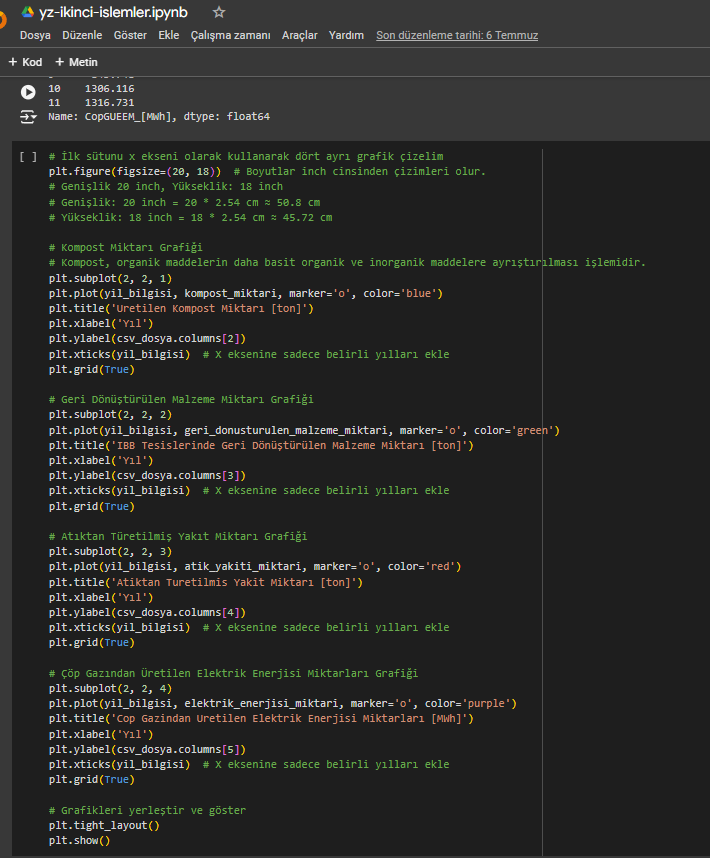 yz-ikinci-islemler.ipynb
Dosya Düzenle Göster Ekle Çalışma zamanı Araçlar Yardım Son düzenleme tarihi: 6 Temmuz
+ Kod + Metin
10 1306.116
11 1316.731
Name: CopGUEEM_[MWh], dtype: float64
[ ] # İlk sütunu x ekseni olarak kullanarak dört ayrı grafik çizelim
plt.figure(figsize=(20, 18)) # Boyutlar inch cinsinden çizimleri olur.
# Genişlik 20 inch, Yükseklik: 18 inch
# Genişlik: 20 inch = 20 * 2.54 cm ≈ 50.8 cm
# Yükseklik: 18 inch = 18 * 2.54 cm ≈ 45.72 cm
# Kompost Miktarı Grafiği
# Kompost, organik maddelerin daha basit organik ve inorganik maddelere ayrıştırılması işlemidir.
plt.subplot(2, 2, 1)
plt.plot(yil_bilgisi, kompost_miktari, marker='o', color='blue')
plt.title('Uretilen Kompost Miktarı [ton]')
plt.xlabel('Yıl')
plt.ylabel(csv_dosya.columns[2])
plt.xticks(yil_bilgisi) # X eksenine sadece belirli yılları ekle
plt.grid(True)
# Geri Dönüştürülen Malzeme Miktarı Grafiği
plt.subplot(2, 2, 2)
plt.plot(yil_bilgisi, geri_donusturulen_malzeme_miktari, marker='o', color='green')
plt.title('IBB Tesislerinde Geri Dönüştürülen Malzeme Miktarı [ton]')
plt.xlabel('Yıl')
plt.ylabel(csv_dosya.columns[3])
plt.xticks(yil_bilgisi) # X eksenine sadece belirli yılları ekle
plt.grid(True)
# Atıktan Türetilmiş Yakıt Miktarı Grafiği
plt.subplot(2, 2, 3)
plt.plot(yil_bilgisi, atik_yakiti_miktari, marker='o', color='red')
plt.title('Atiktan Turetilmis Yakit Miktarı [ton]')
plt.xlabel('Yıl')
plt.ylabel(csv_dosya.columns[4])
plt.xticks(yil_bilgisi) # X eksenine sadece belirli yılları ekle
plt.grid(True)
# Çöp Gazından Üretilen Elektrik Enerjisi Miktarları Grafiği
plt.subplot(2, 2, 4)
plt.plot(yil_bilgisi, elektrik_enerjisi_miktari, marker='o', color='purple')
plt.title('Cop Gazindan Uretilen Elektrik Enerjisi Miktarları [MWh]')
plt.xlabel('Yıl')
plt.ylabel(csv_dosya.columns[5])
plt.xticks(yil_bilgisi) # X eksenine sadece belirli yılları ekle
plt.grid(True)
# Grafikleri yerleştir ve göster
plt.tight_layout()
plt.show()